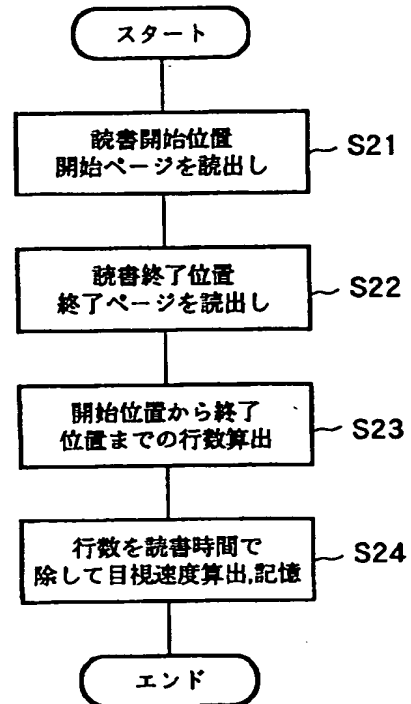 スタート
読書開始位置
開始ページを読出し
S21
読書終了位置
終了ページを読出し
S22
開始位置から終了
位置までの行数算出
S23
行数を読書時間で
除して目視速度算出,記憶
S24
エンド